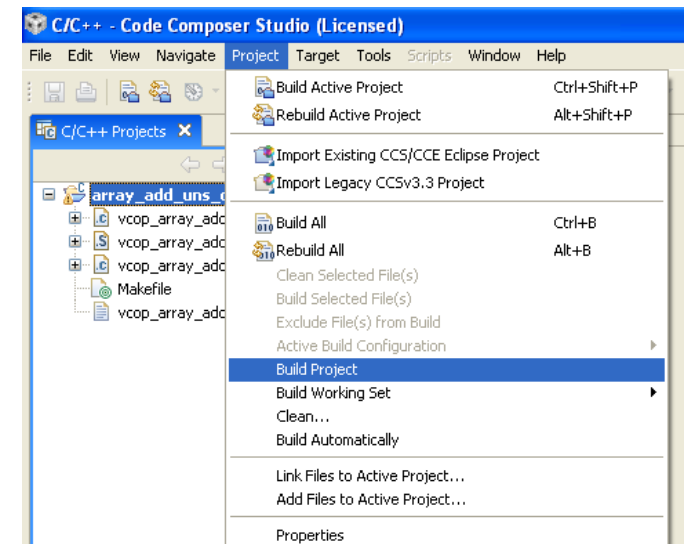 C/C++ - Code Composer Studio (Licensed)
File Edit View Navigate Project Target Tools Scripts Window Help
Build Active Project Ctrl+Shift+P
Rebuild Active Project Alt+Shift+P
C/C++ Projects
Import Existing CCS/CCE Eclipse Project
Import Legacy CCSv3.3 Project
array_add_uns_
vcop_array_add
vcop_array_add
vcop_array_add
Makefile
vcop_array_add
Build All Ctrl+B
Rebuild All Alt+B
Clean Selected File(s)
Build Selected File(s)
Exclude File(s) from Build
Active Build Configuration
Build Project
Build Working Set
Clean...
Build Automatically
Link Files to Active Project...
Add Files to Active Project...
Properties